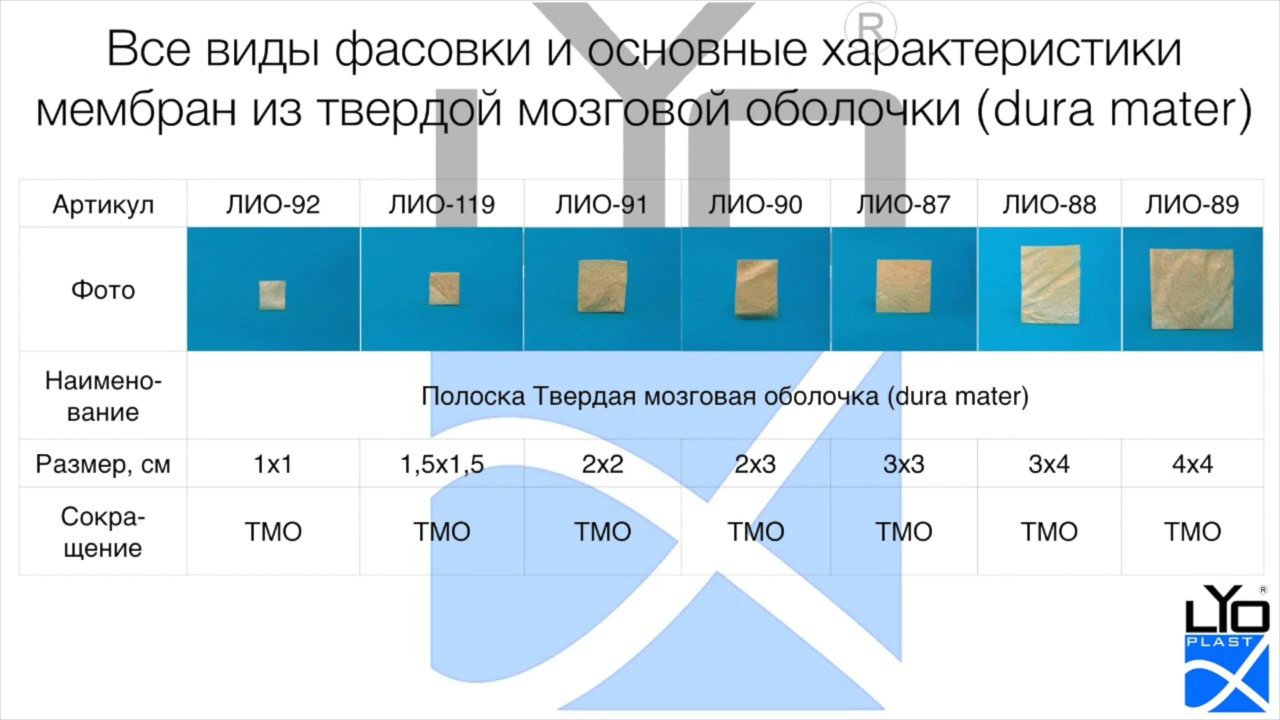 Все виды фасовки и основные характеристики
мембран из твердой мозговой оболочки (dura mater)
Артикул ЛИО-92 ЛИО-119 ЛИО-91 ЛИО-90 ЛИО-87 ЛИО-88 ЛИО-89
Фото
Наимено-
вание
Полоска Твердая мозговая оболочка (dura mater)
Размер, см 1x1 1,5x1,5 2x2 2x3 3x3 3x4 4x4
Сокра-
щение
ТМО ТМО ТМО ТМО ТМО ТМО ТМО
LYO ®
PLAST
LYO ®